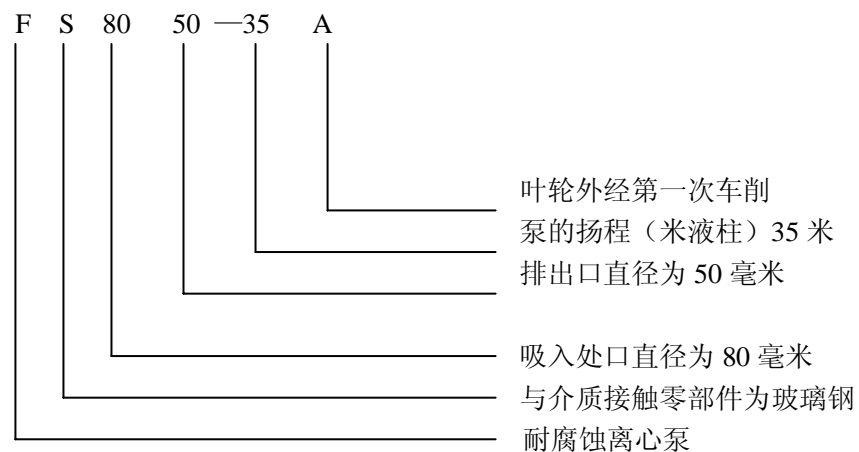 F S 80 50 —35 A
叶轮外经第一次车削
泵的扬程（米液柱）35 米
排出口直径为 50 毫米
吸入处口直径为 80 毫米
与介质接触零部件为玻璃钢
耐腐蚀离心泵